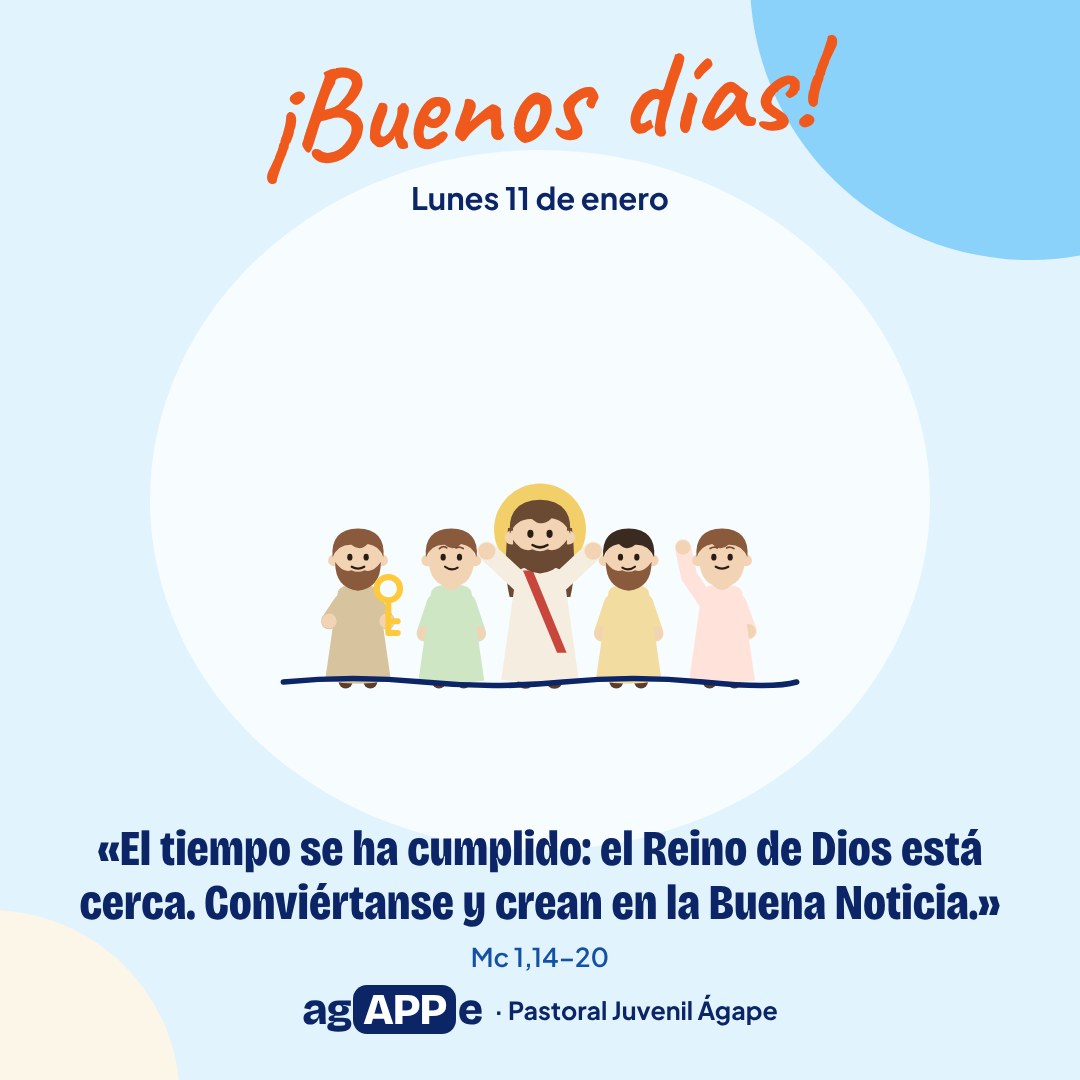 ¡Buenos días!
Lunes 11 de enero
«El tiempo se ha cumplido: el Reino de Dios está
cerca. Conviértanse y crean en la Buena Noticia.»
Mc 1,14–20
agAPPe · Pastoral Juvenil Ágape